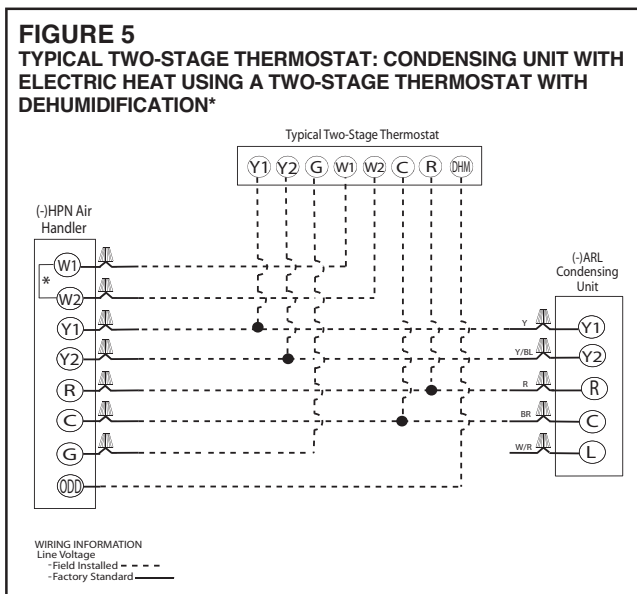 FIGURE 5
TYPICAL TWO-STAGE THERMOSTAT: CONDENSING UNIT WITH
ELECTRIC HEAT USING A TWO-STAGE THERMOSTAT WITH
DEHUMIDIFICATION*
Typical Two-Stage Thermostat
Y1 Y2 G W1 W2 C R DHM
(-)HPN Air
Handler
(-)ARL
Condensing
Unit
W1
*
W2
Y1
Y Y1
Y2
Y/BL Y2
R
R R
C
BR C
G
W/R L
ODD
WIRING INFORMATION
Line Voltage
-Field Installed
-Factory Standard